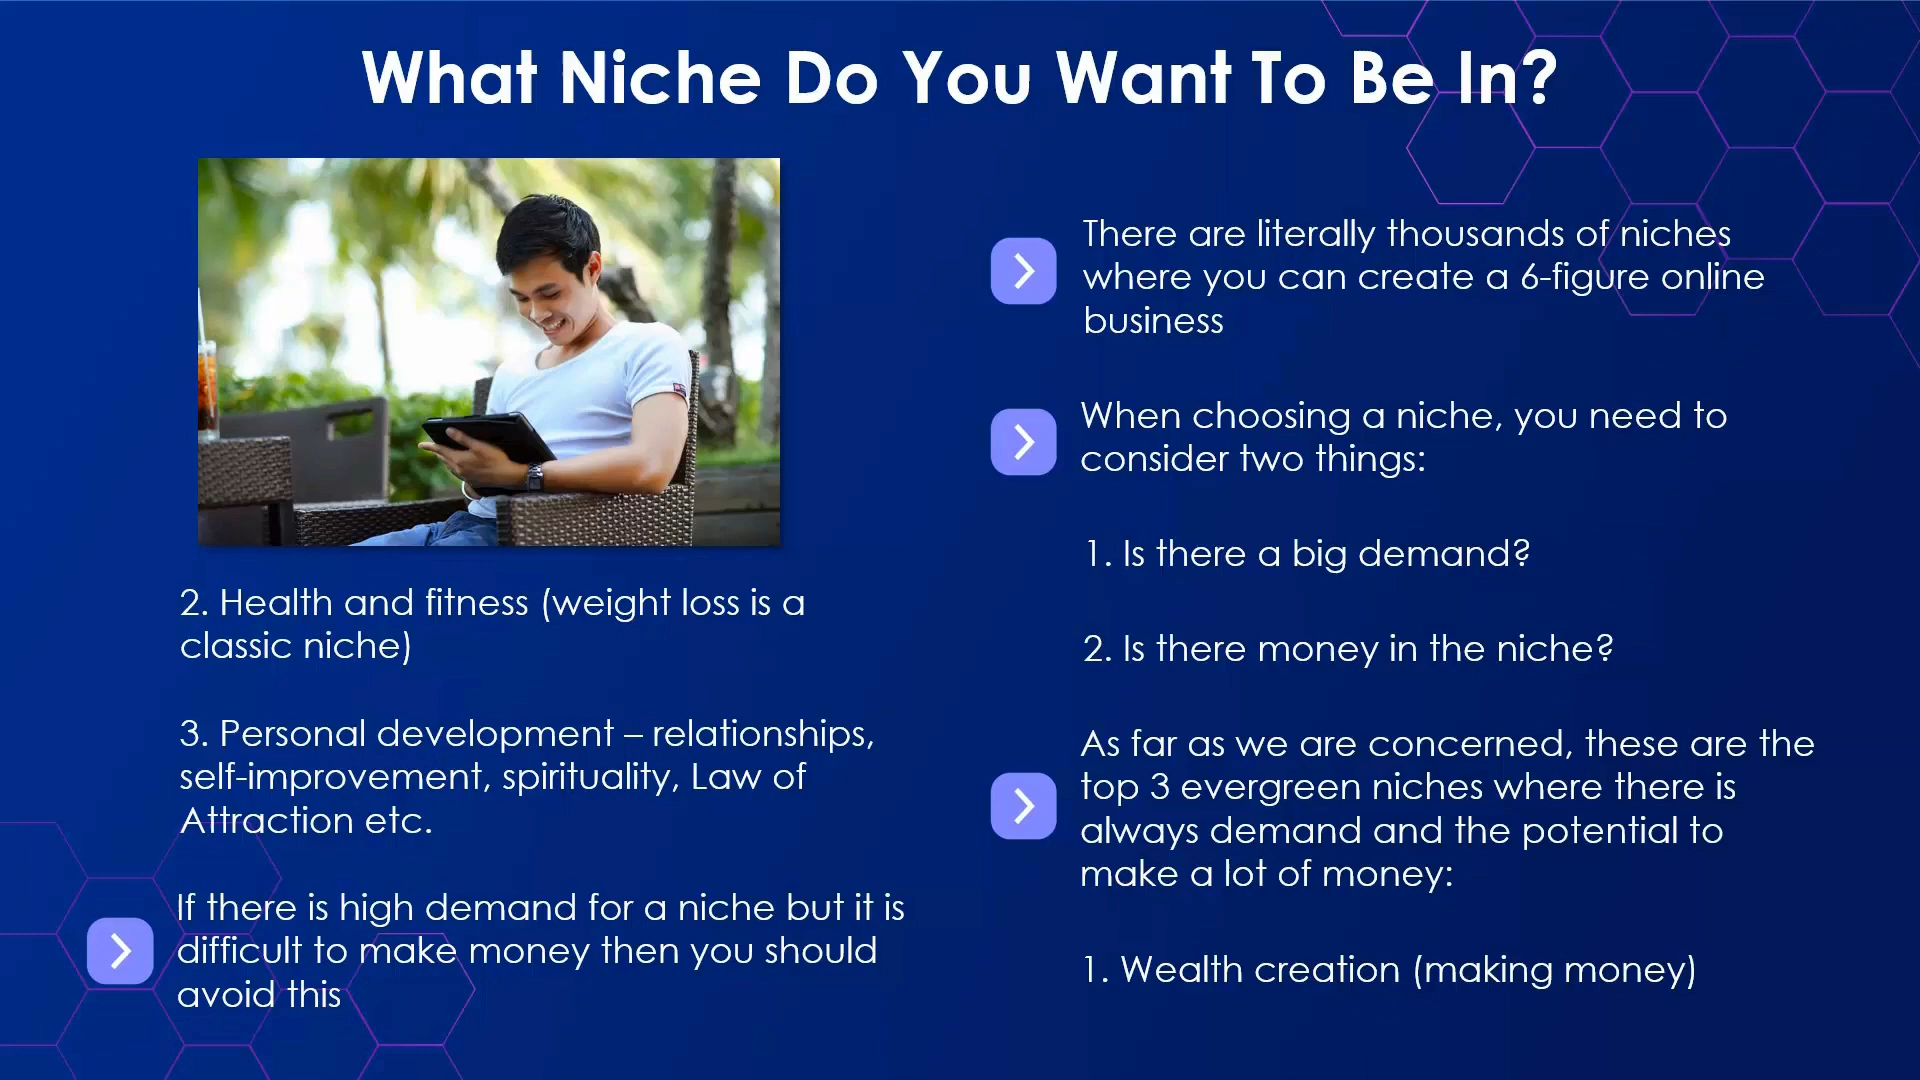 What Niche Do You Want To Be In?
There are literally thousands of niches
where you can create a 6-figure online
business
When choosing a niche, you need to
consider two things:
1. Is there a big demand?
2. Is there money in the niche?
As far as we are concerned, these are the
top 3 evergreen niches where there is
always demand and the potential to
make a lot of money:
1. Wealth creation (making money)
2. Health and fitness (weight loss is a
classic niche)
3. Personal development – relationships,
self-improvement, spirituality, Law of
Attraction etc.
If there is high demand for a niche but it is
difficult to make money then you should
avoid this